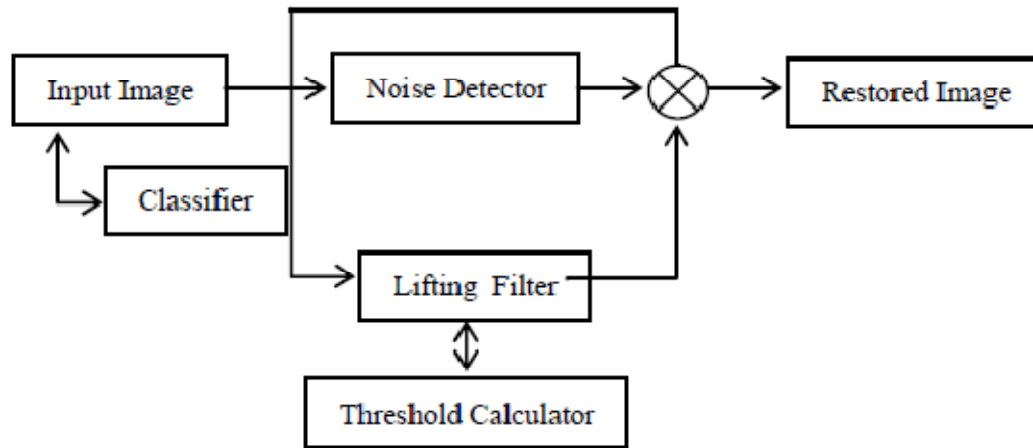 Input Image
Noise Detector
Restored Image
Classifier
Lifting Filter
Threshold Calculator